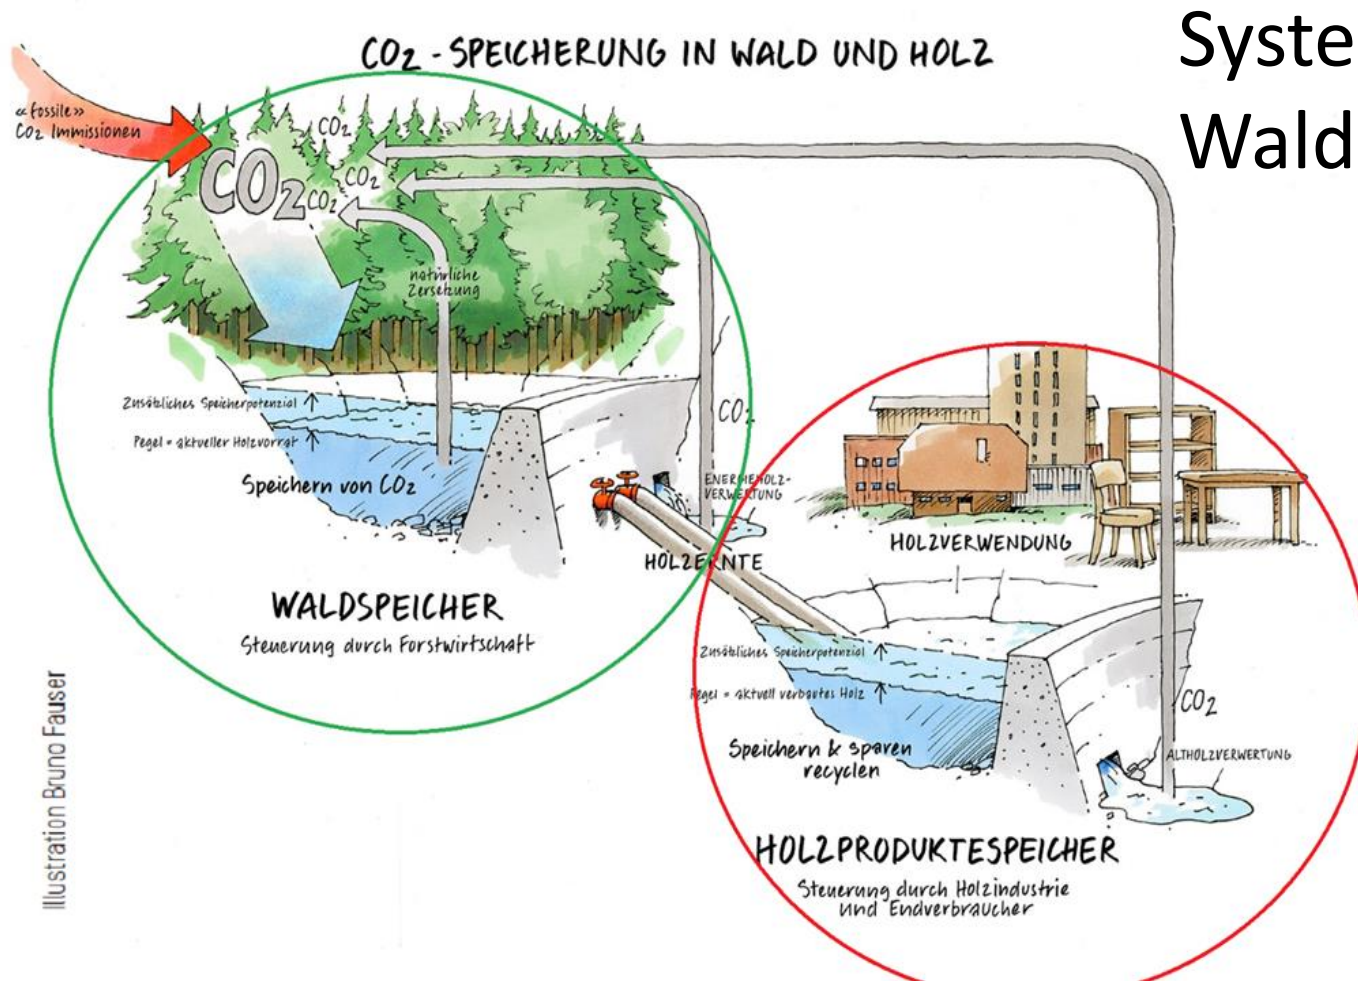 CO2 - SPEICHERUNG IN WALD UND HOLZ
Syste
Wald
«fossile»
CO2 Immissionen
CO2
CO2
CO2
CO2
natürliche
Zersetzung
Zusätzliches Speicherpotenzial
Pegel = aktueller Holzvorrat
Speichern von CO2
CO2
ENERGIEHOLZ-
VERWERTUNG
HOLZERNTE
HOLZVERWENDUNG
WALDSPEICHER
Steuerung durch Forstwirtschaft
Zusätzliches Speicherpotenzial
Pegel = aktuell verbautes Holz
Speichern & sparen
recyclen
CO2
ALTHOLZVERWERTUNG
HOLZPRODUKTESPEICHER
Steuerung durch Holzindustrie
und Endverbraucher
Illustration Bruno Fauser